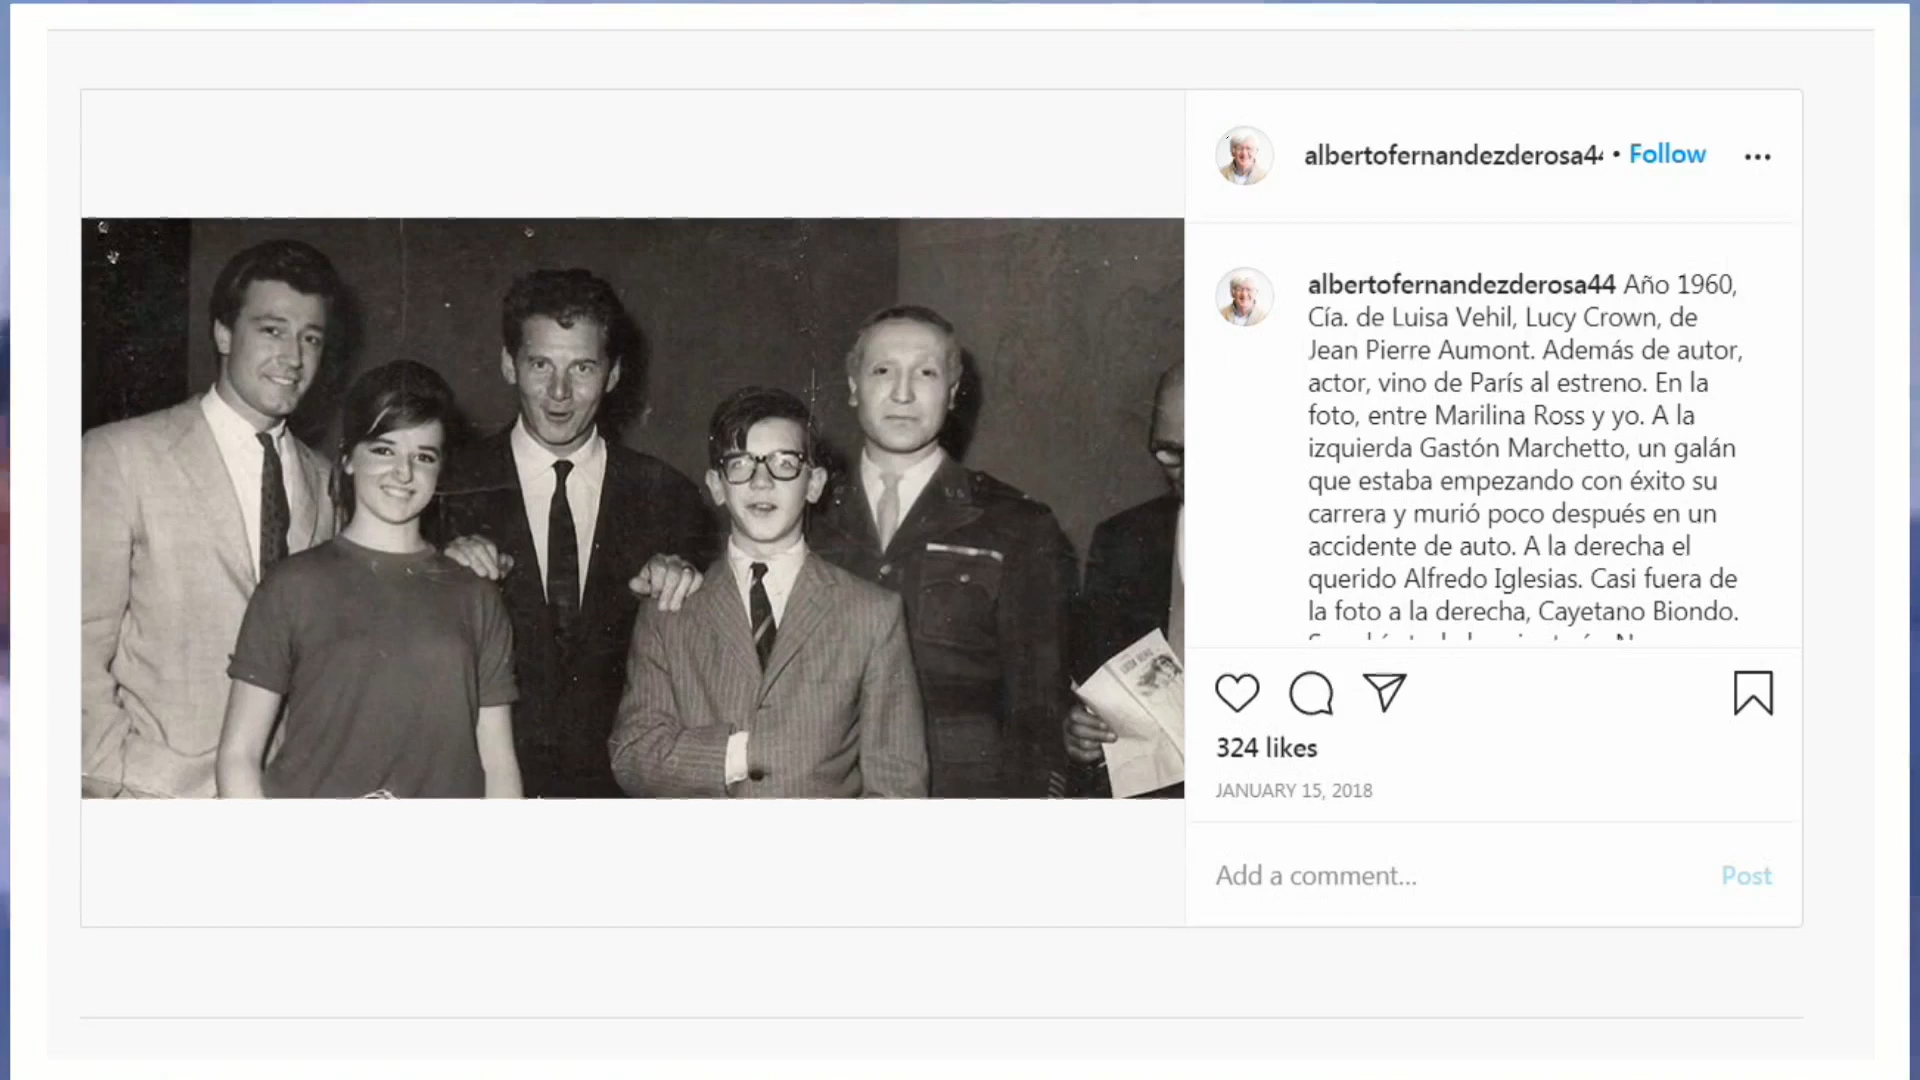 albertofernandezderosa44 • Follow
albertofernandezderosa44 Año 1960,
Cía. de Luisa Vehil, Lucy Crown, de
Jean Pierre Aumont. Además de autor,
actor, vino de París al estreno. En la
foto, entre Marilina Ross y yo. A la
izquierda Gastón Marchetto, un galán
que estaba empezando con éxito su
carrera y murió poco después en un
accidente de auto. A la derecha el
querido Alfredo Iglesias. Casi fuera de
la foto a la derecha, Cayetano Biondo.
324 likes
JANUARY 15, 2018
Add a comment... Post